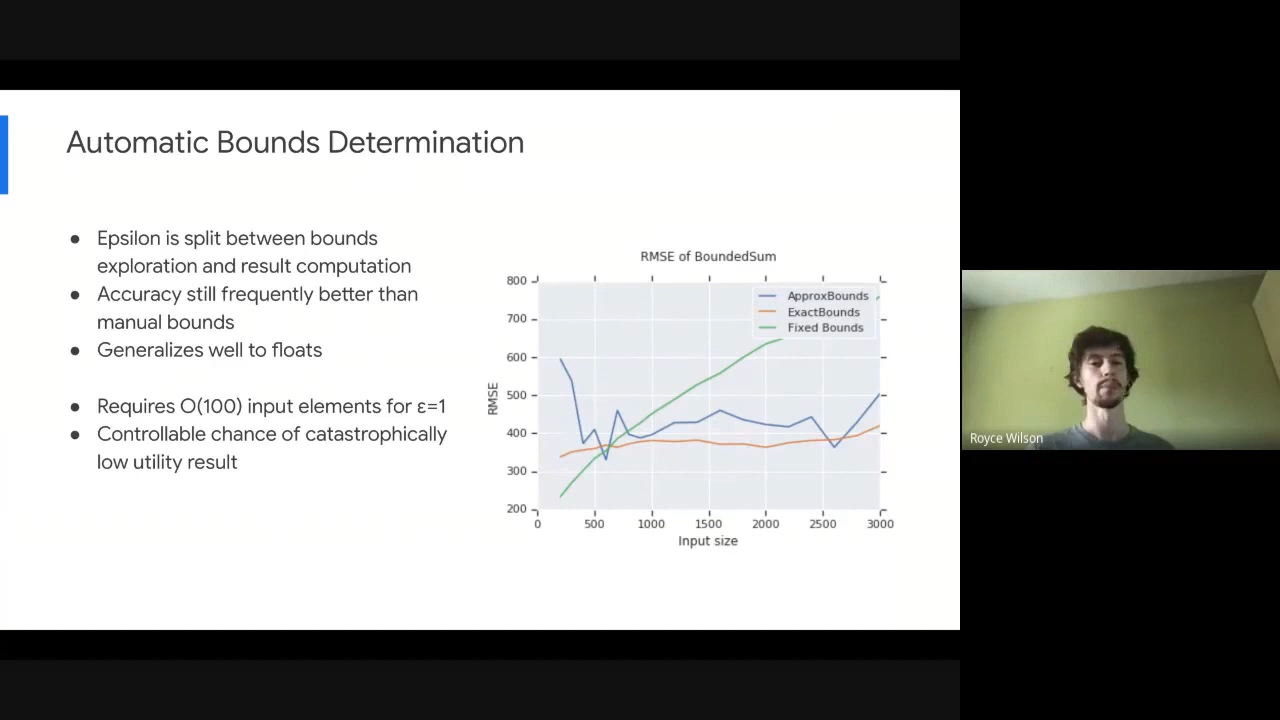 Automatic Bounds Determination
● Epsilon is split between bounds
exploration and result computation
● Accuracy still frequently better than
manual bounds
● Generalizes well to floats
● Requires O(100) input elements for ε=1
● Controllable chance of catastrophically
low utility result
RMSE of BoundedSum
800
700
600
500
400
300
200
RMSE
ApproxBounds
ExactBounds
Fixed Bounds
0 500 1000 1500 2000 2500 3000
Input size
Royce Wilson